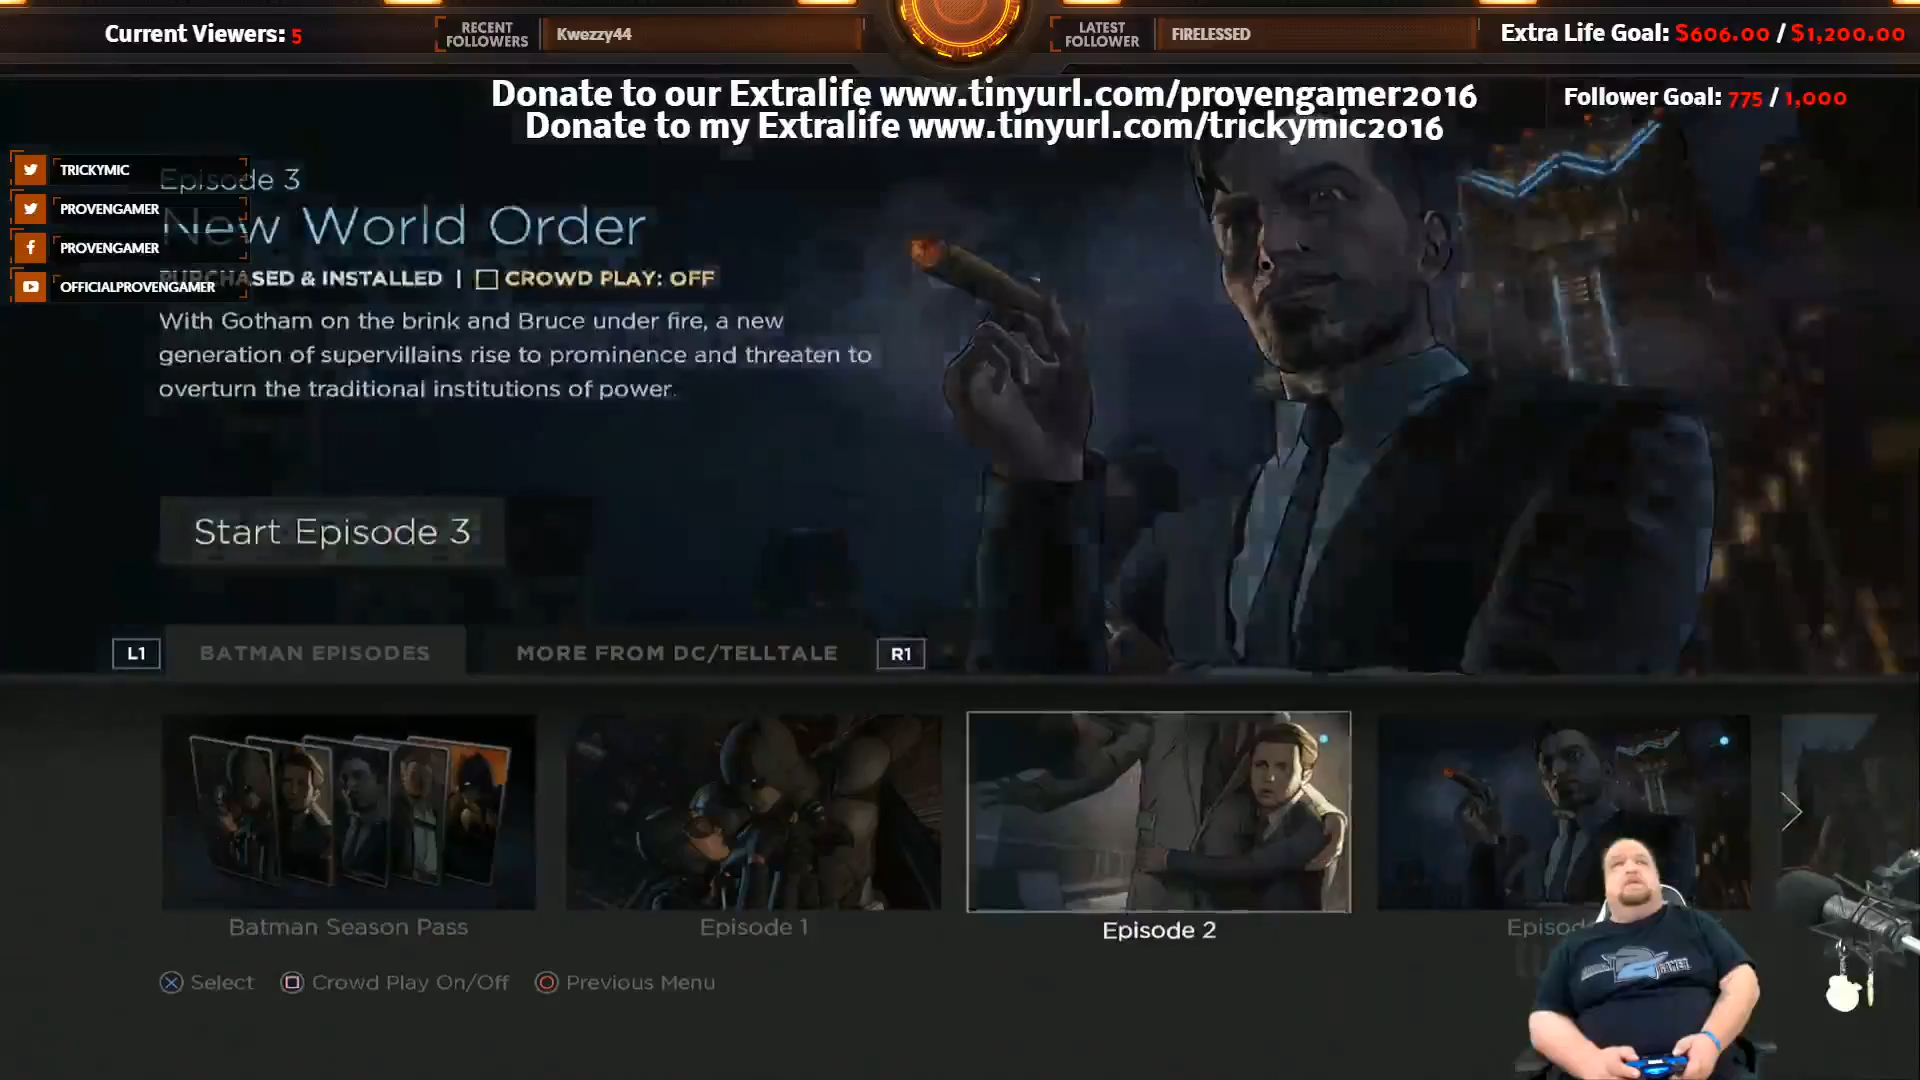 Current Viewers: 5
RECENT FOLLOWERS
Kwezzy44
LATEST FOLLOWER
FIRELESSED
Extra Life Goal: $606.00 / $1,200.00
Donate to our Extralife www.tinyurl.com/provengamer2016
Donate to my Extralife www.tinyurl.com/trickymic2016
Follower Goal: 775 / 1,000
TRICKYMIC
PROVENGAMER
PROVENGAMER
OFFICIALPROVENGAMER
Episode 3
New World Order
PURCHASED & INSTALLED | CROWD PLAY: OFF
With Gotham on the brink and Bruce under fire, a new
generation of supervillains rise to prominence and threaten to
overturn the traditional institutions of power.
Start Episode 3
L1 BATMAN EPISODES MORE FROM DC/TELLTALE R1
Batman Season Pass
Episode 1
Episode 2
Select Crowd Play On/Off Previous Menu